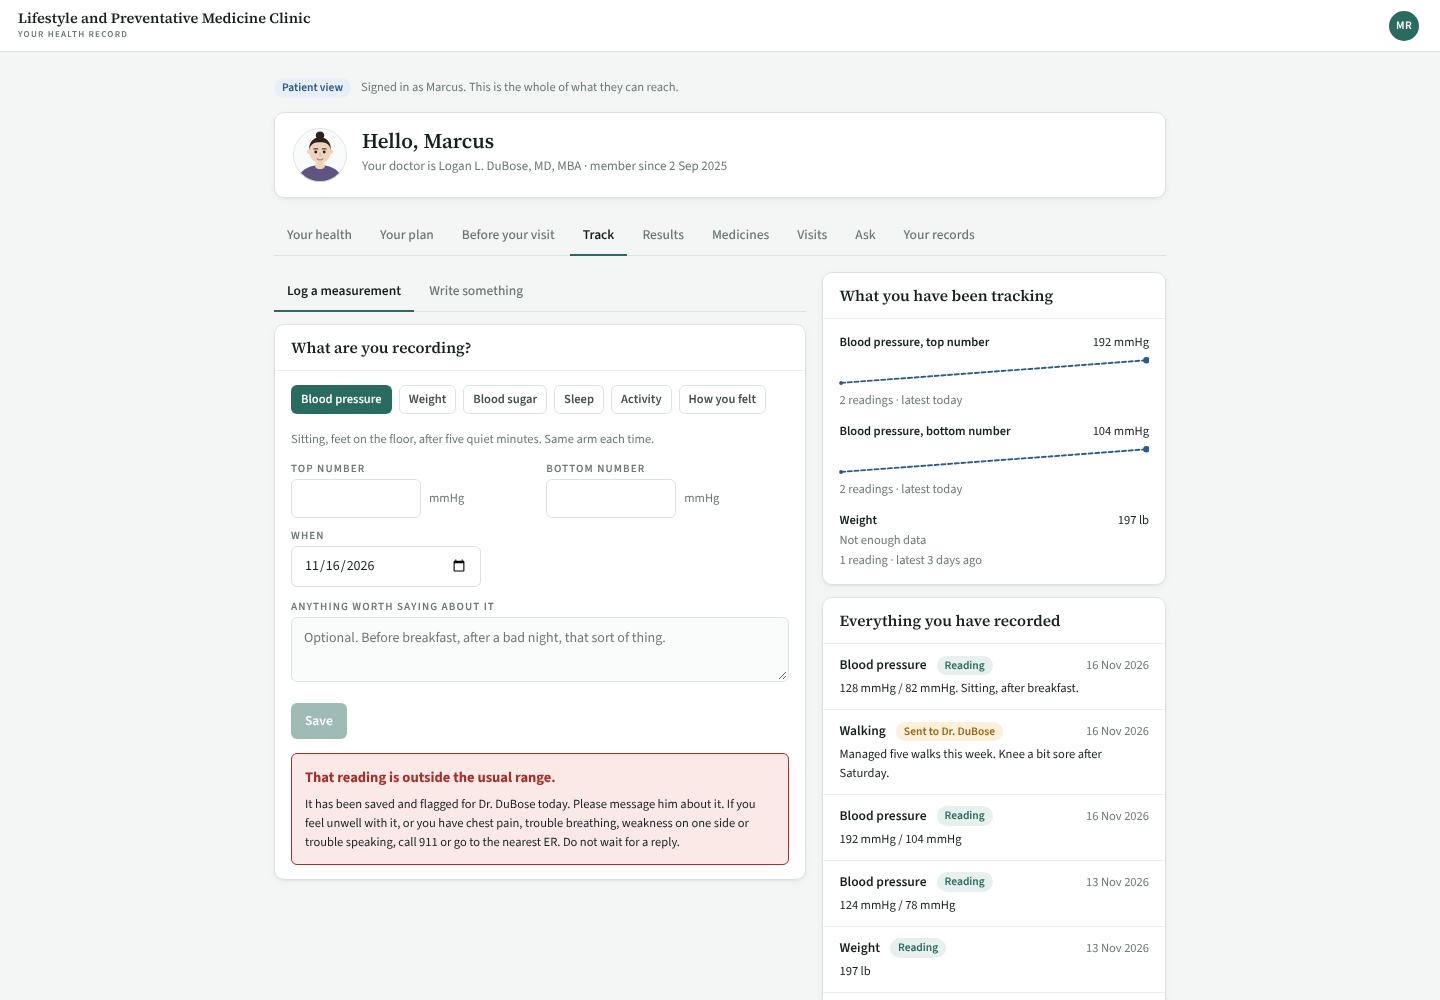 Lifestyle and Preventative Medicine Clinic
YOUR HEALTH RECORD
MR
Patient view
Signed in as Marcus. This is the whole of what they can reach.
Hello, Marcus
Your doctor is Logan L. DuBose, MD, MBA · member since 2 Sep 2025
Your health
Your plan
Before your visit
Track
Results
Medicines
Visits
Ask
Your records
Log a measurement
Write something
What are you recording?
Blood pressure
Weight
Blood sugar
Sleep
Activity
How you felt
Sitting, feet on the floor, after five quiet minutes. Same arm each time.
TOP NUMBER
mmHg
BOTTOM NUMBER
mmHg
WHEN
11/16/2026
ANYTHING WORTH SAYING ABOUT IT
Optional. Before breakfast, after a bad night, that sort of thing.
Save
That reading is outside the usual range.
It has been saved and flagged for Dr. DuBose today. Please message him about it. If you
feel unwell with it, or you have chest pain, trouble breathing, weakness on one side or
trouble speaking, call 911 or go to the nearest ER. Do not wait for a reply.
What you have been tracking
Blood pressure, top number
192 mmHg
2 readings · latest today
Blood pressure, bottom number
104 mmHg
2 readings · latest today
Weight
197 lb
Not enough data
1 reading · latest 3 days ago
Everything you have recorded
Blood pressure
Reading
16 Nov 2026
128 mmHg / 82 mmHg. Sitting, after breakfast.
Walking
Sent to Dr. DuBose
16 Nov 2026
Managed five walks this week. Knee a bit sore after
Saturday.
Blood pressure
Reading
16 Nov 2026
192 mmHg / 104 mmHg
Blood pressure
Reading
13 Nov 2026
124 mmHg / 78 mmHg
Weight
Reading
13 Nov 2026
197 lb